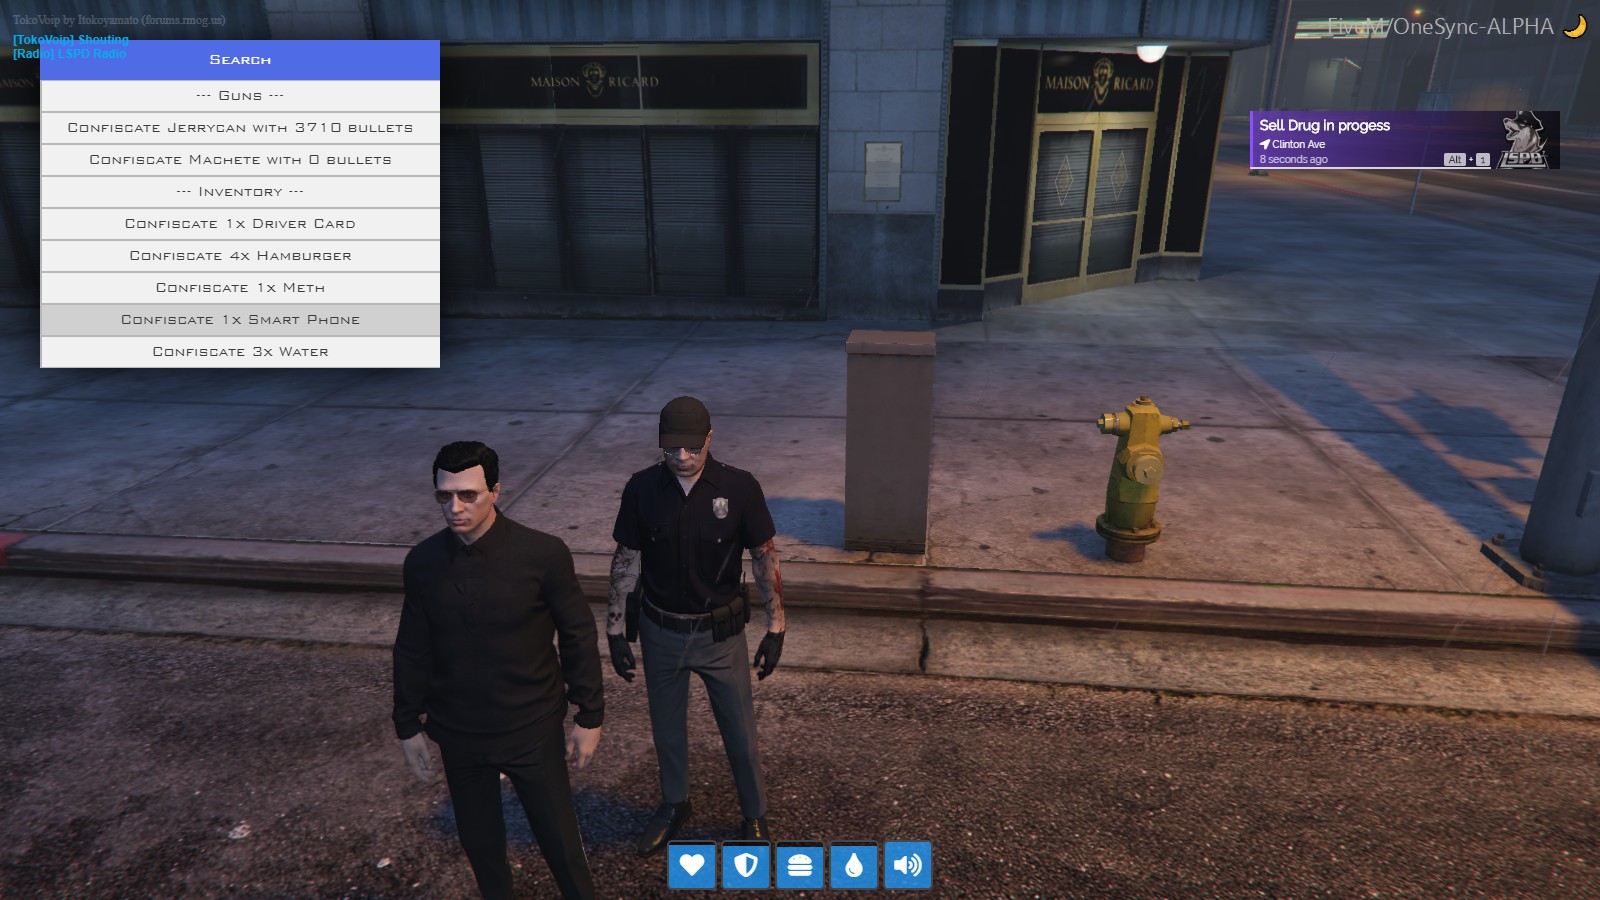 TokoVoip by Itokoyamato (forums.rmog.us)
[TokoVoip] Shouting
[Radio] LSPD Radio
FiveM/OneSync-ALPHA
Search
--- Guns ---
Confiscate Jerrycan with 3710 bullets
Confiscate Machete with 0 bullets
--- Inventory ---
Confiscate 1x Driver Card
Confiscate 4x Hamburger
Confiscate 1x Meth
Confiscate 1x Smart Phone
Confiscate 3x Water
MAISON RICARD
MAISON RICARD
Sell Drug in progess
Clinton Ave
8 seconds ago
Alt + 1
LSPD